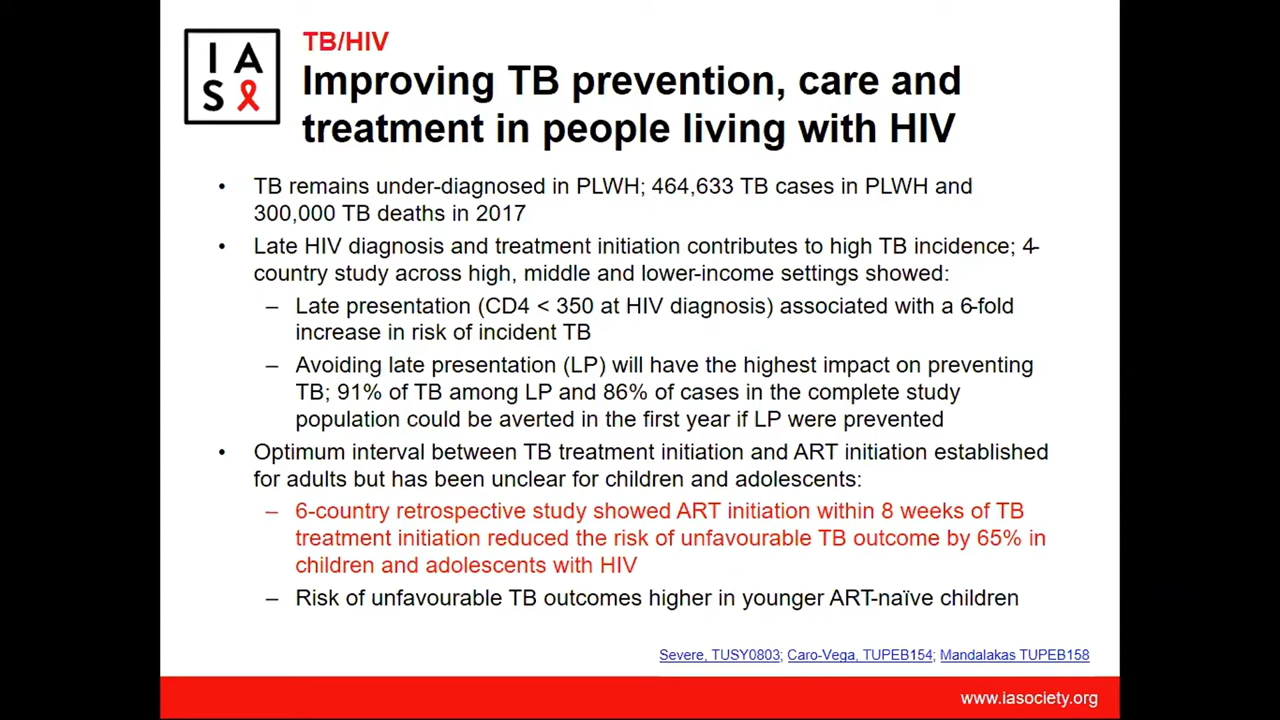 I A
S
TB/HIV
Improving TB prevention, care and
treatment in people living with HIV
• TB remains under-diagnosed in PLWH; 464,633 TB cases in PLWH and
300,000 TB deaths in 2017
• Late HIV diagnosis and treatment initiation contributes to high TB incidence; 4-
country study across high, middle and lower-income settings showed:
– Late presentation (CD4 < 350 at HIV diagnosis) associated with a 6-fold
increase in risk of incident TB
– Avoiding late presentation (LP) will have the highest impact on preventing
TB; 91% of TB among LP and 86% of cases in the complete study
population could be averted in the first year if LP were prevented
• Optimum interval between TB treatment initiation and ART initiation established
for adults but has been unclear for children and adolescents:
– 6-country retrospective study showed ART initiation within 8 weeks of TB
treatment initiation reduced the risk of unfavourable TB outcome by 65% in
children and adolescents with HIV
– Risk of unfavourable TB outcomes higher in younger ART-naïve children
Severe, TUSY0803; Caro-Vega, TUPEB154; Mandalakas TUPEB158
www.iasociety.org